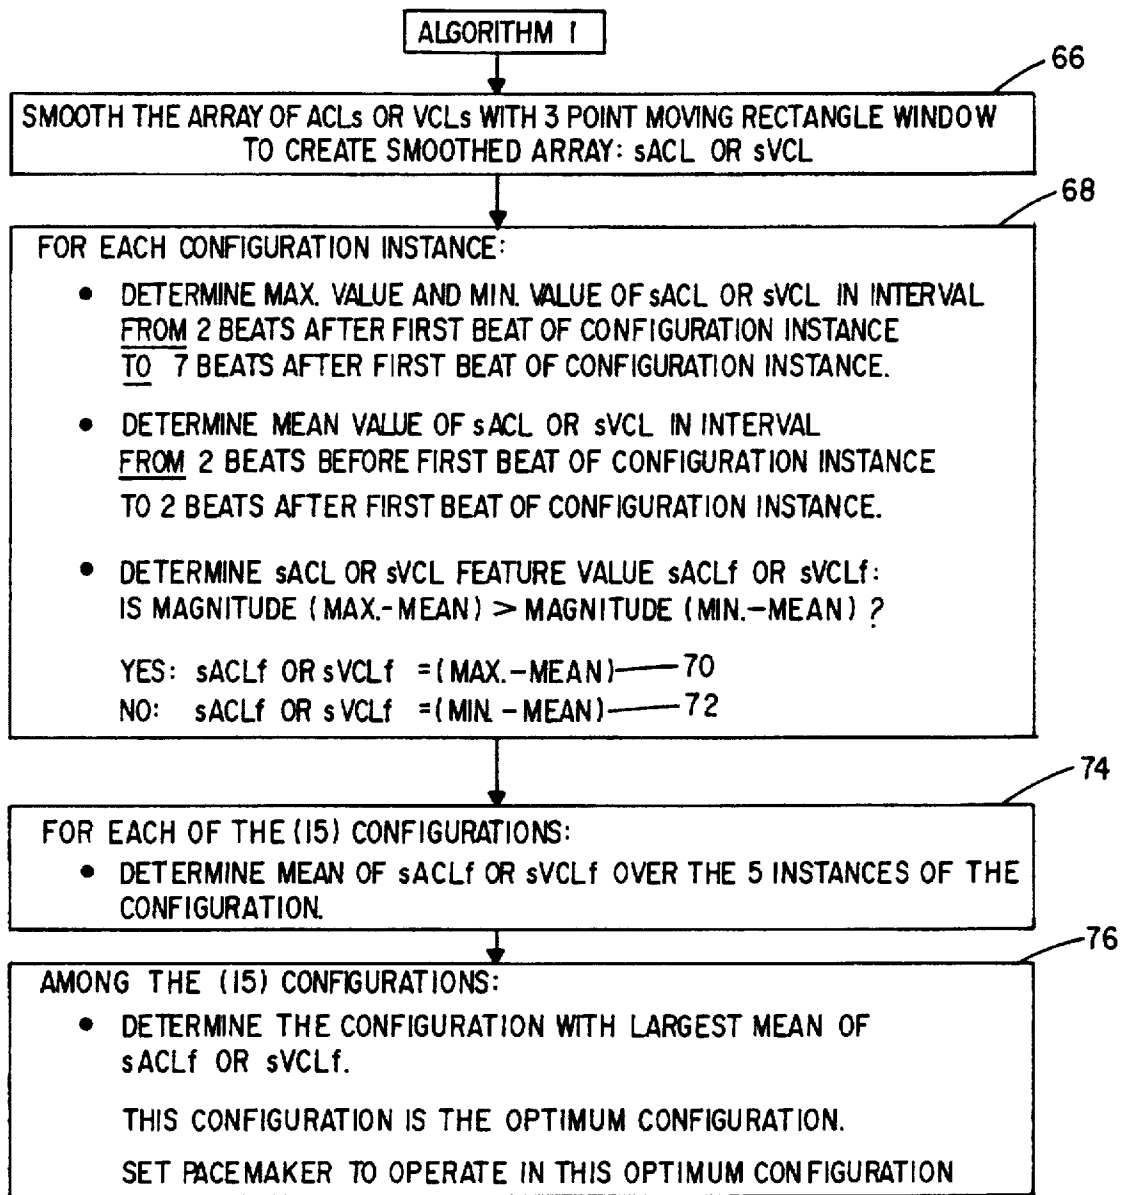 ALGORITHM 1
66
SMOOTH THE ARRAY OF ACLs OR VCLs WITH 3 POINT MOVING RECTANGLE WINDOW
TO CREATE SMOOTHED ARRAY: sACL OR sVCL
68
FOR EACH CONFIGURATION INSTANCE:
• DETERMINE MAX. VALUE AND MIN. VALUE OF sACL OR sVCL IN INTERVAL
FROM 2 BEATS AFTER FIRST BEAT OF CONFIGURATION INSTANCE
TO 7 BEATS AFTER FIRST BEAT OF CONFIGURATION INSTANCE.
• DETERMINE MEAN VALUE OF sACL OR sVCL IN INTERVAL
FROM 2 BEATS BEFORE FIRST BEAT OF CONFIGURATION INSTANCE
TO 2 BEATS AFTER FIRST BEAT OF CONFIGURATION INSTANCE.
• DETERMINE sACL OR sVCL FEATURE VALUE sACLf OR sVCLf:
IS MAGNITUDE (MAX.-MEAN) > MAGNITUDE (MIN.-MEAN) ?
YES: sACLf OR sVCLf =(MAX.-MEAN) 70
NO: sACLf OR sVCLf =(MIN.-MEAN) 72
74
FOR EACH OF THE (15) CONFIGURATIONS:
• DETERMINE MEAN OF sACLf OR sVCLf OVER THE 5 INSTANCES OF THE
CONFIGURATION.
76
AMONG THE (15) CONFIGURATIONS:
• DETERMINE THE CONFIGURATION WITH LARGEST MEAN OF
sACLf OR sVCLf.
THIS CONFIGURATION IS THE OPTIMUM CONFIGURATION.
SET PACEMAKER TO OPERATE IN THIS OPTIMUM CONFIGURATION